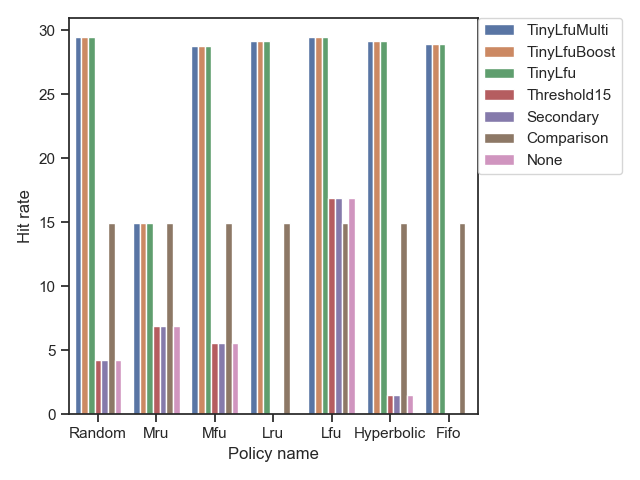 30
25
20
15
10
5
0
Hit rate
Random Mru Mfu Lru Lfu Hyperbolic Fifo
Policy name
TinyLfuMulti
TinyLfuBoost
TinyLfu
Threshold15
Secondary
Comparison
None